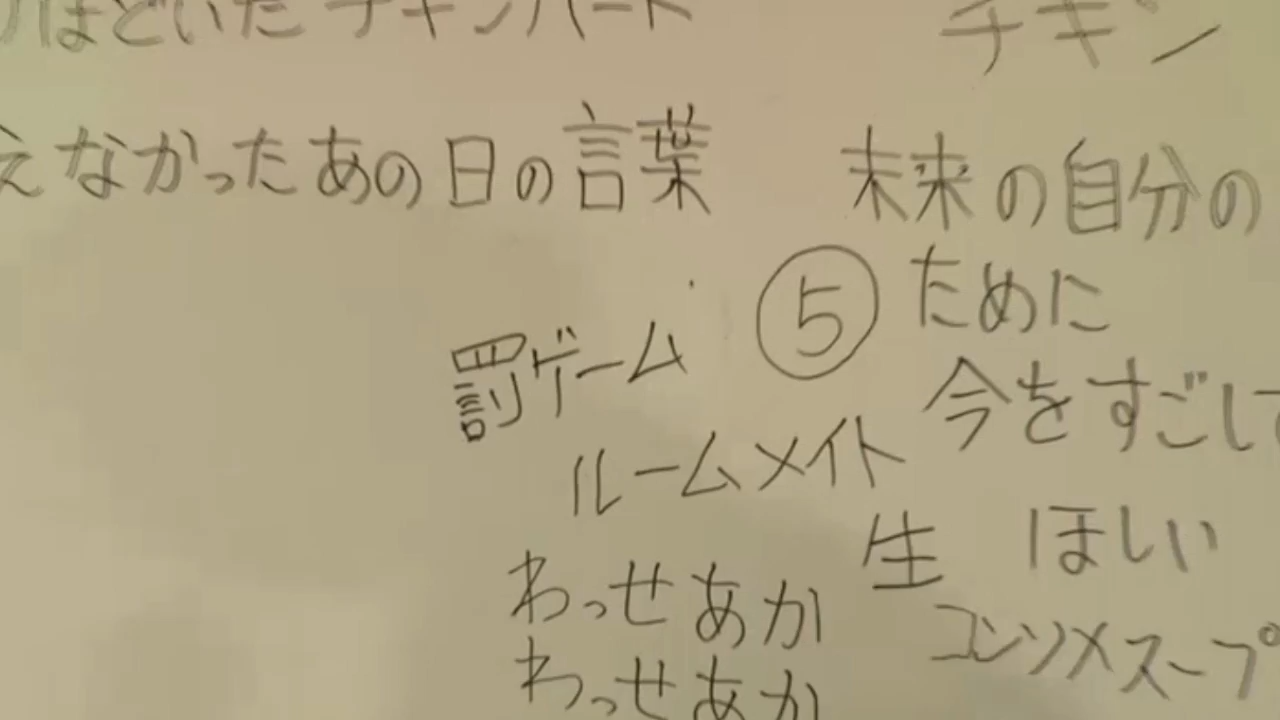 ほどいた チキンハート
チキン
えなかったあの日の言葉
未来の自分の
⑤ ために
罰ゲーム
今をすごして
ルームメイト
生 ほしい
わっせあか
コンソメスープ
わっせあか